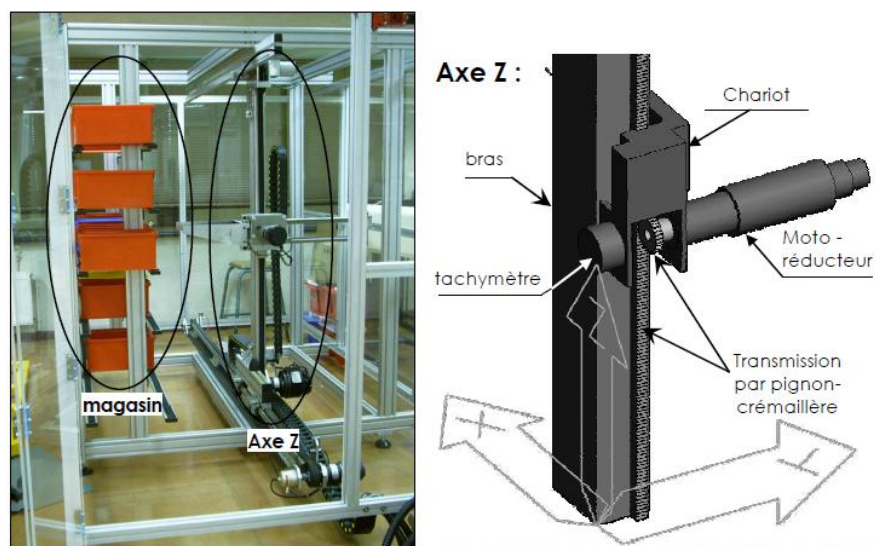 magasin
Axe Z
Axe Z :
Chariot
bras
Moto -
réducteur
tachymètre
Transmission
par pignon-
crémaillère
Z
X
Y